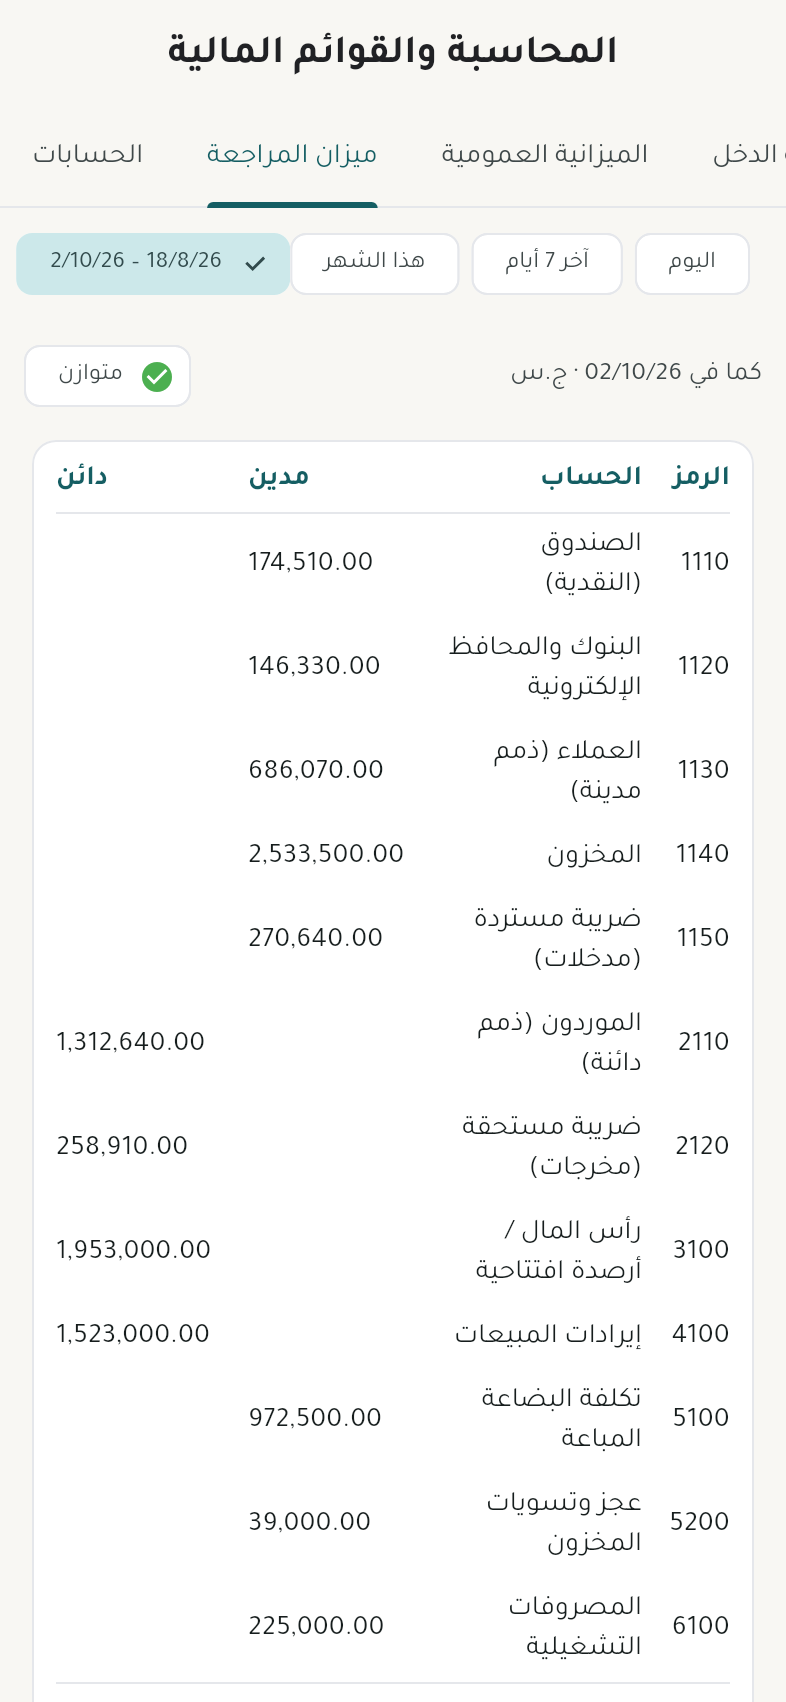 المحاسبة والقوائم المالية
الدخل الميزانية العمومية ميزان المراجعة الحسابات
اليوم آخر 7 أيام هذا الشهر 18/8/26 - 2/10/26
كما في 02/10/26 · ج.س متوازن
الرمز الحساب مدين دائن
1110 الصندوق (النقدية) 174,510.00
1120 البنوك والمحافظ الإلكترونية 146,330.00
1130 العملاء (ذمم مدينة) 686,070.00
1140 المخزون 2,533,500.00
1150 ضريبة مستردة (مدخلات) 270,640.00
2110 الموردون (ذمم دائنة) 1,312,640.00
2120 ضريبة مستحقة (مخرجات) 258,910.00
3100 رأس المال / أرصدة افتتاحية 1,953,000.00
4100 إيرادات المبيعات 1,523,000.00
5100 تكلفة البضاعة المباعة 972,500.00
5200 عجز وتسويات المخزون 39,000.00
6100 المصروفات التشغيلية 225,000.00